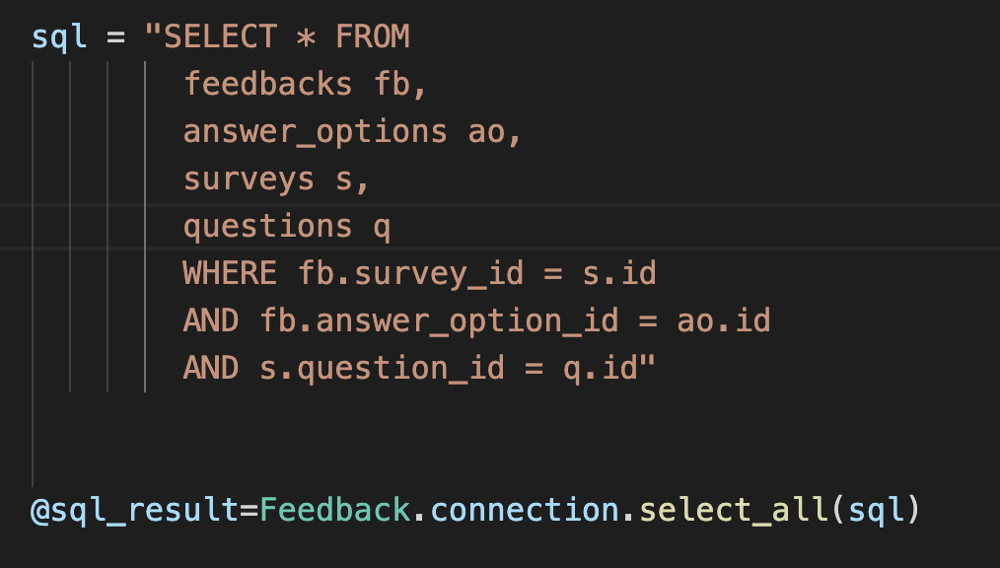 sql = "SELECT * FROM
feedbacks fb,
answer_options ao,
surveys s,
questions q
WHERE fb.survey_id = s.id
AND fb.answer_option_id = ao.id
AND s.question_id = q.id"
@sql_result=Feedback.connection.select_all(sql)